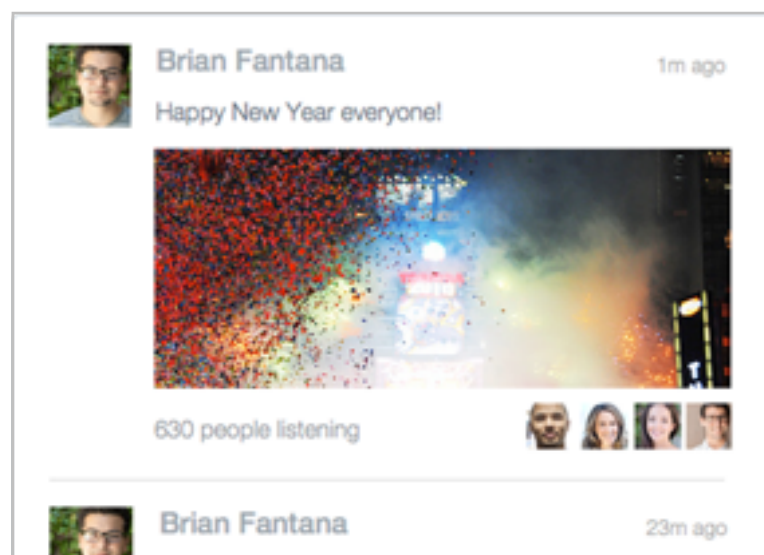 Brian Fantana
1m ago
Happy New Year everyone!
630 people listening
Brian Fantana
23m ago